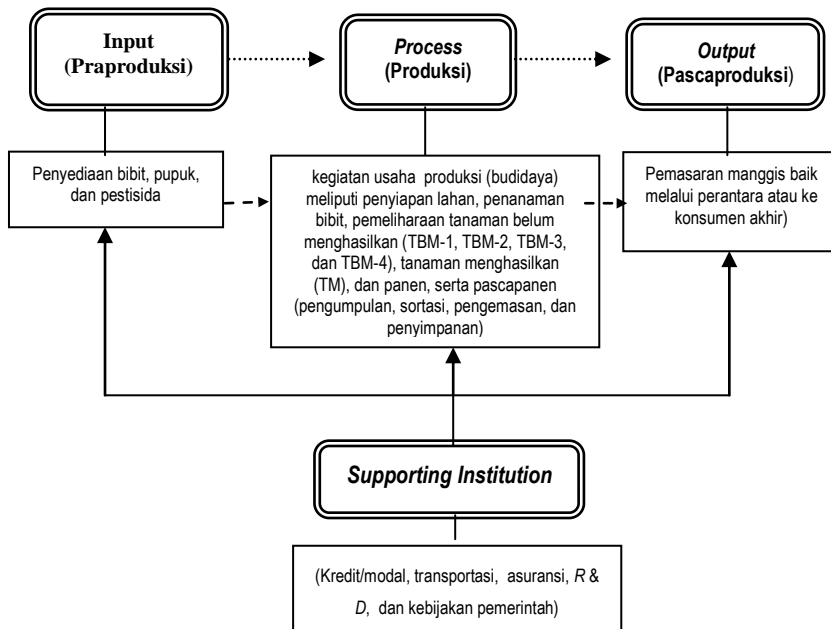 Input
(Praproduksi)
Process
(Produksi)
Output
(Pascaproduksi)
Penyediaan bibit, pupuk,
dan pestisida
kegiatan usaha produksi (budidaya)
meliputi penyiapan lahan, penanaman
bibit, pemeliharaan tanaman belum
menghasilkan (TBM-1, TBM-2, TBM-3,
dan TBM-4), tanaman menghasilkan
(TM), dan panen, serta pascapanen
(pengumpulan, sortasi, pengemasan, dan
penyimpanan)
Pemasaran manggis baik
melalui perantara atau ke
konsumen akhir)
Supporting Institution
(Kredit/modal, transportasi, asuransi, R &
D, dan kebijakan pemerintah)